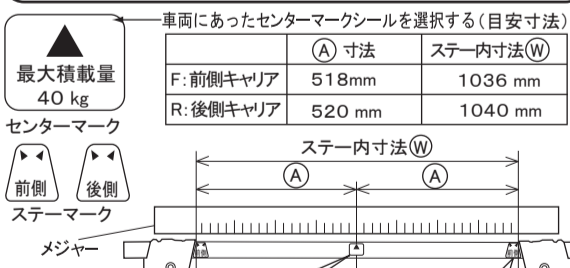 車両にあったセンターマークシールを選択する(目安寸法)
▲
最大積載量
40 kg
センターマーク
Ⓐ 寸法 ステー内寸法Ⓦ
F:前側キャリア 518mm 1036 mm
R:後側キャリア 520 mm 1040 mm
前側 後側
ステーマーク
ステー内寸法Ⓦ
Ⓐ Ⓐ
メジャー
前側 前側